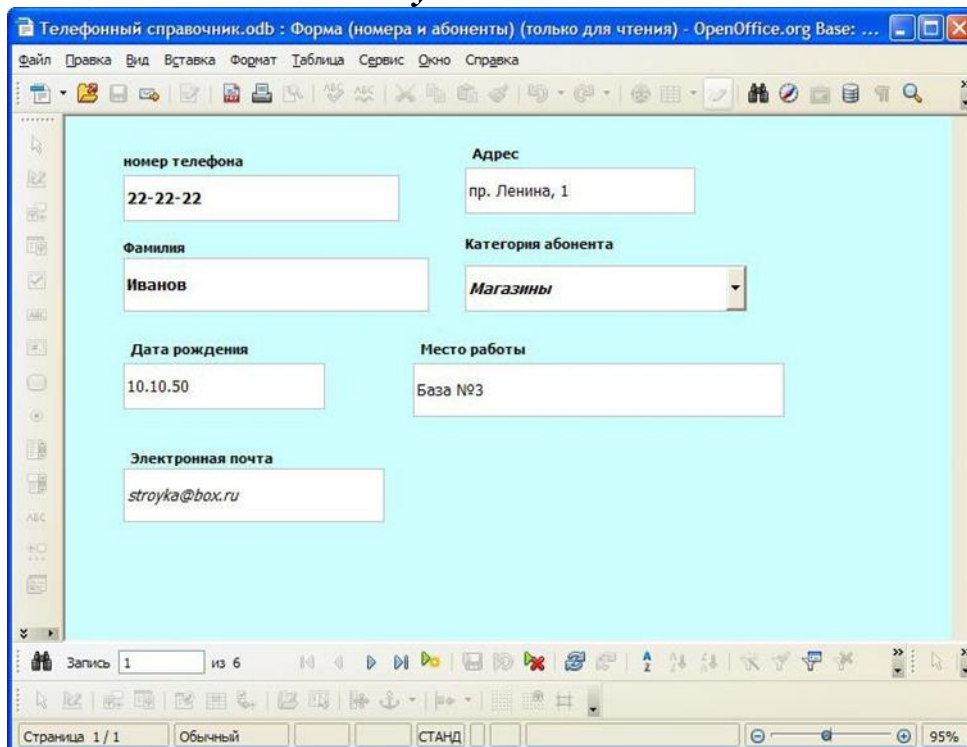 Телефонный справочник.odb : Форма (номера и абоненты) (только для чтения) - OpenOffice.org Base: ...
Файл Правка Вид Вставка Формат Таблица Сервис Окно Справка
номер телефона
22-22-22
Адрес
пр. Ленина, 1
Фамилия
Иванов
Категория абонента
Магазины
Дата рождения
10.10.50
Место работы
База №3
Электронная почта
stroyka@box.ru
Запись 1 из 6
Страница 1 / 1 Обычный СТАНД 95%